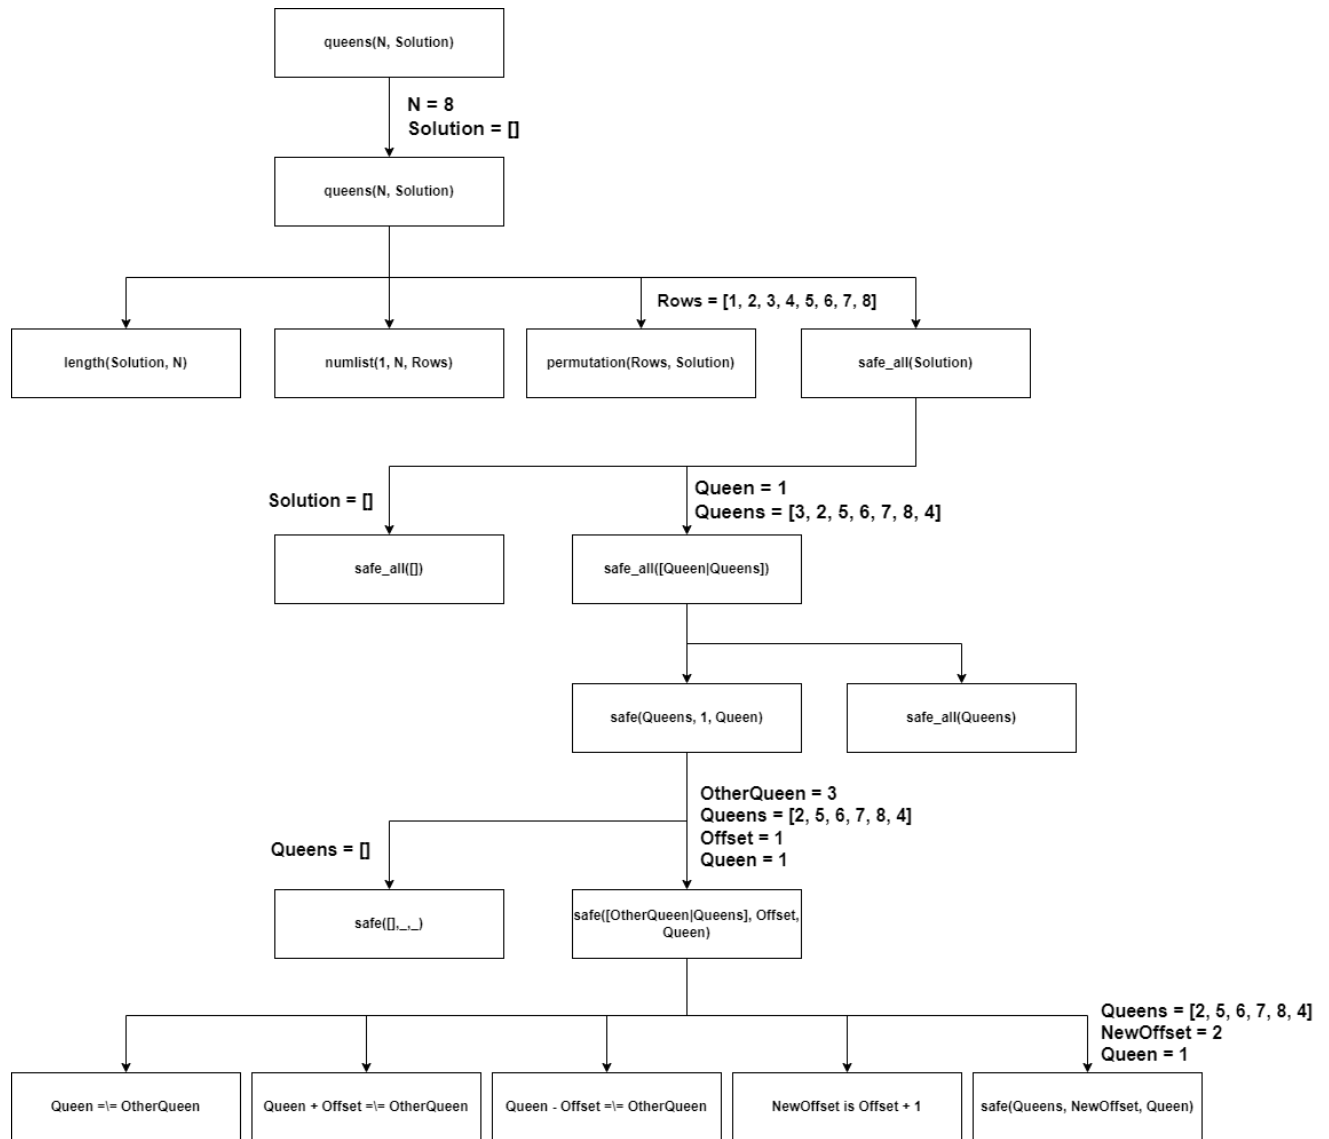 queens(N, Solution)
N = 8
Solution = []
queens(N, Solution)
Rows = [1, 2, 3, 4, 5, 6, 7, 8]
length(Solution, N)
numlist(1, N, Rows)
permutation(Rows, Solution)
safe_all(Solution)
Solution = []
Queen = 1
Queens = [3, 2, 5, 6, 7, 8, 4]
safe_all([])
safe_all([Queen|Queens])
safe(Queens, 1, Queen)
safe_all(Queens)
OtherQueen = 3
Queens = [2, 5, 6, 7, 8, 4]
Offset = 1
Queen = 1
Queens = []
safe([],_,_)
safe([OtherQueen|Queens], Offset,
Queen)
Queens = [2, 5, 6, 7, 8, 4]
NewOffset = 2
Queen = 1
Queen =\= OtherQueen
Queen + Offset =\= OtherQueen
Queen - Offset =\= OtherQueen
NewOffset is Offset + 1
safe(Queens, NewOffset, Queen)